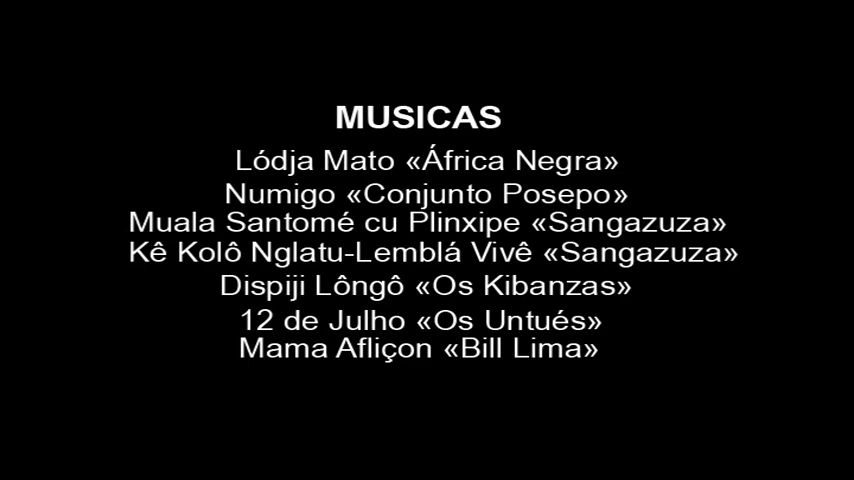 MUSICAS
Lódja Mato «África Negra»
Numigo «Conjunto Posepo»
Muala Santomé cu Plinxipe «Sangazuza»
Kê Kolô Nglatu-Lemblá Vivê «Sangazuza»
Dispiji Lôngô «Os Kibanzas»
12 de Julho «Os Untués»
Mama Afliçon «Bill Lima»